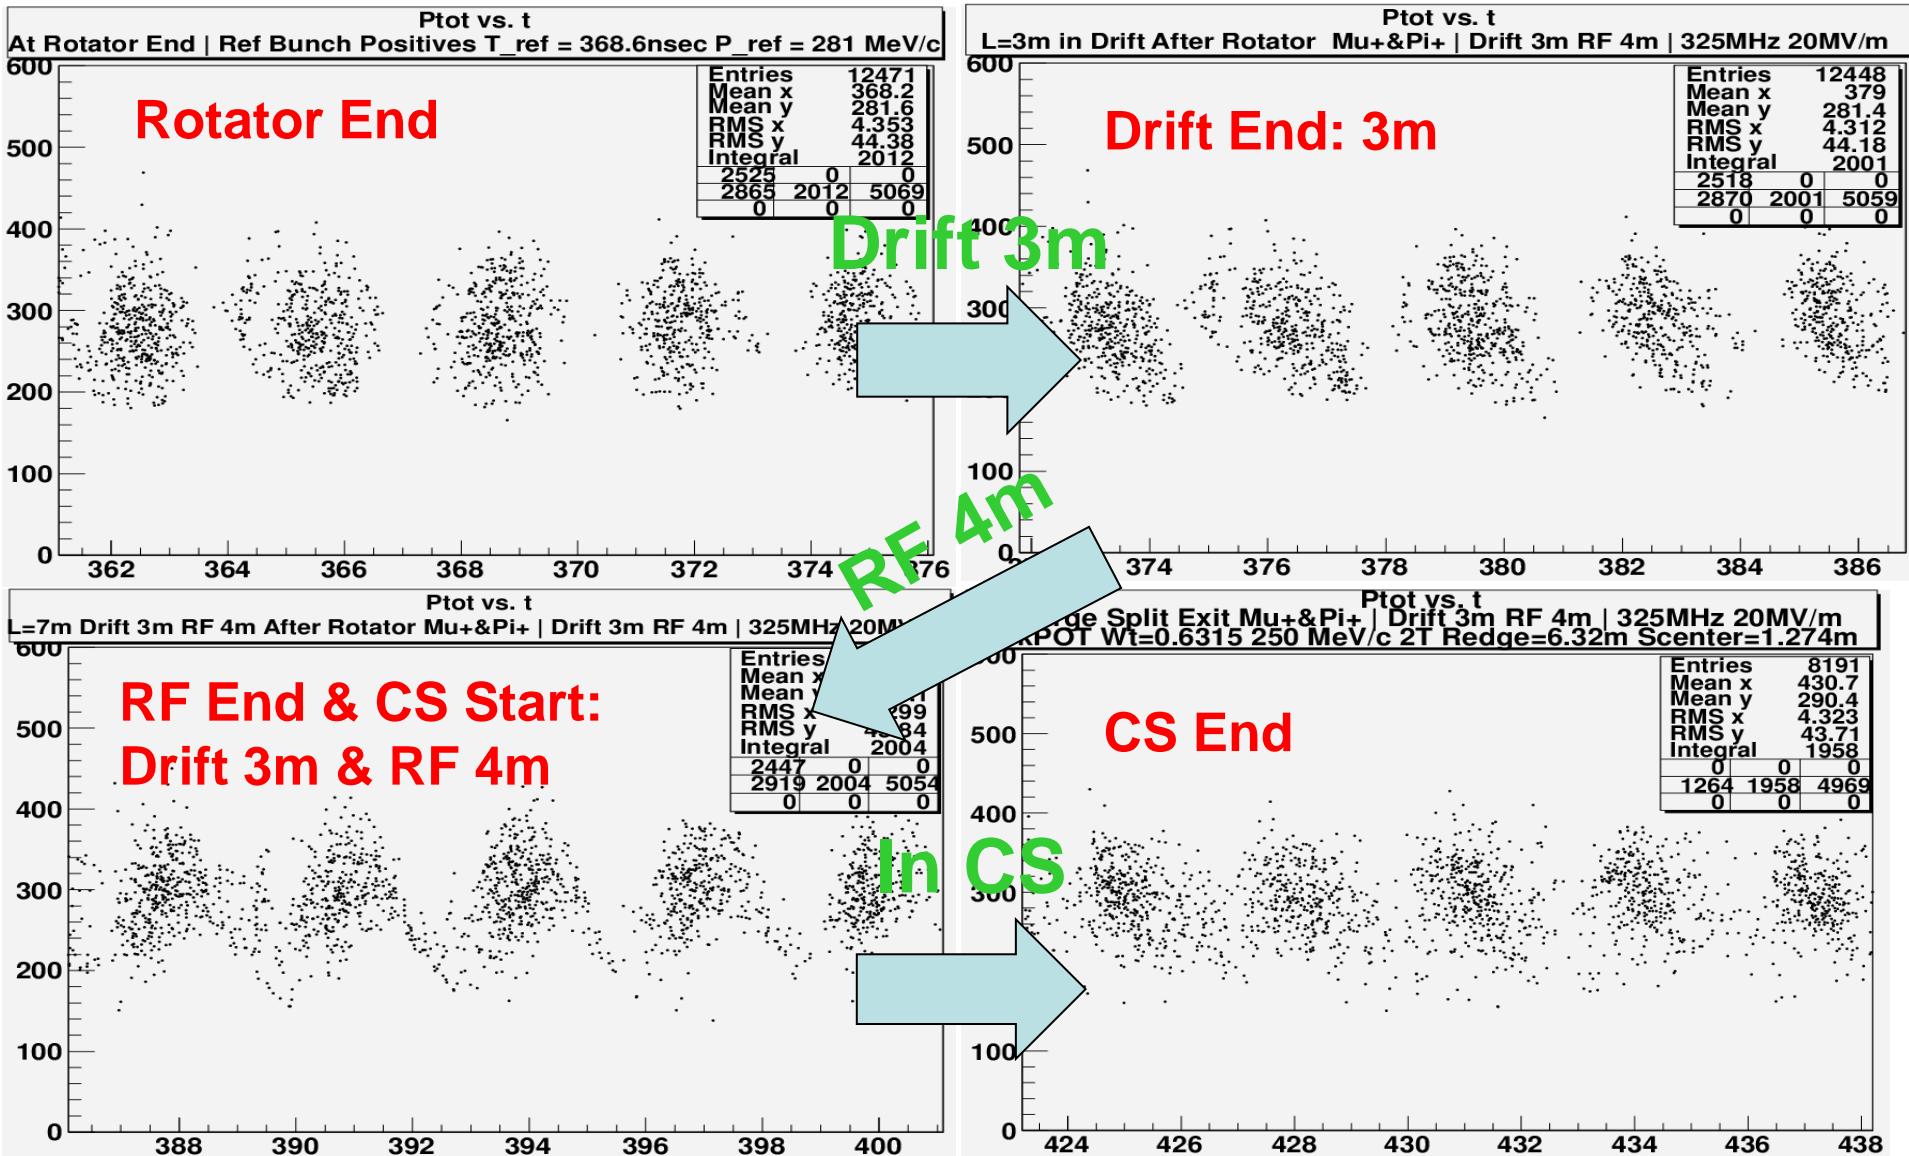 Ptot vs. t
At Rotator End | Ref Bunch Positives T_ref = 368.6nsec P_ref = 281 MeV/c
Rotator End
Entries 12471
Mean x 368.2
Mean y 281.6
RMS x 4.353
RMS y 44.38
Integral 2012
2525 0 0
2865 2012 5069
0 0 0
600
500
400
300
200
100
0
362 364 366 368 370 372 374
Ptot vs. t
L=3m in Drift After Rotator Mu+&Pi+ | Drift 3m RF 4m | 325MHz 20MV/m
Drift End: 3m
Entries 12448
Mean x 379
Mean y 281.4
RMS x 4.312
RMS y 44.18
Integral 2001
2518 0 0
2870 2001 5059
0 0 0
600
500
400
300
100
0
374 376 378 380 382 384 386
Drift 3m
RF 4m
Ptot vs. t
L=7m Drift 3m RF 4m After Rotator Mu+&Pi+ | Drift 3m RF 4m | 325MHz
RF End & CS Start:
Drift 3m & RF 4m
Entries
Mean x
Mean
RMS x
RMS y
Integral 2004
2447 0 0
2919 2004 5054
0 0 0
600
500
400
300
200
100
0
388 390 392 394 396 398 400
In CS
Ptot vs. t
Split Exit Mu+&Pi+ | Drift 3m RF 4m | 325MHz 20MV/m
Wt=0.6315 250 MeV/c 2T Redge=6.32m Scenter=1.274m
CS End
Entries 8191
Mean x 430.7
Mean y 290.4
RMS x 4.323
RMS y 43.71
Integral 1958
0 0 0
1264 1958 4969
0 0 0
500
400
300
100
0
424 426 428 430 432 434 436 438